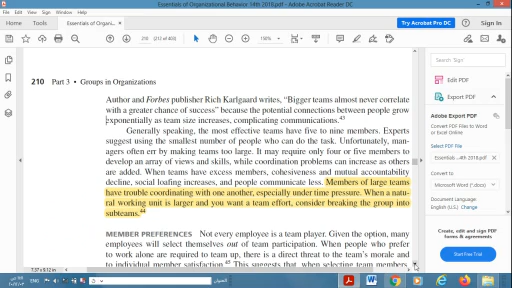 Essentials of Organizational Behavior 14th 2018.pdf - Adobe Acrobat Reader DC
File Edit View Sign Window Help
Home Tools Essentials of Organi...
Try Acrobat Pro DC
Sign In
210 (212 of 403)
150%
210 Part 3 • Groups in Organizations
Author and Forbes publisher Rich Karlgaard writes, “Bigger teams almost never correlate
with a greater chance of success” because the potential connections between people grow
exponentially as team size increases, complicating communications.43
Generally speaking, the most effective teams have five to nine members. Experts
suggest using the smallest number of people who can do the task. Unfortunately, man-
agers often err by making teams too large. It may require only four or five members to
develop an array of views and skills, while coordination problems can increase as others
are added. When teams have excess members, cohesiveness and mutual accountability
decline, social loafing increases, and people communicate less. Members of large teams
have trouble coordinating with one another, especially under time pressure. When a natu-
ral working unit is larger and you want a team effort, consider breaking the group into
subteams.44
MEMBER PREFERENCES Not every employee is a team player. Given the option, many
employees will select themselves out of team participation. When people who prefer
to work alone are required to team up, there is a direct threat to the team’s morale and
to individual member satisfaction.45 This suggests that, when selecting team members,
7.37 x 9.12 in
Search 'Sign'
Edit PDF
Export PDF
Adobe Export PDF
Convert PDF Files to Word
or Excel Online
Select PDF File
Essentials ...4th 2018.pdf
Convert to
Microsoft Word (*.docx)
Document Language:
English (U.S.) Change
Create, edit and sign PDF
forms & agreements
Start Free Trial